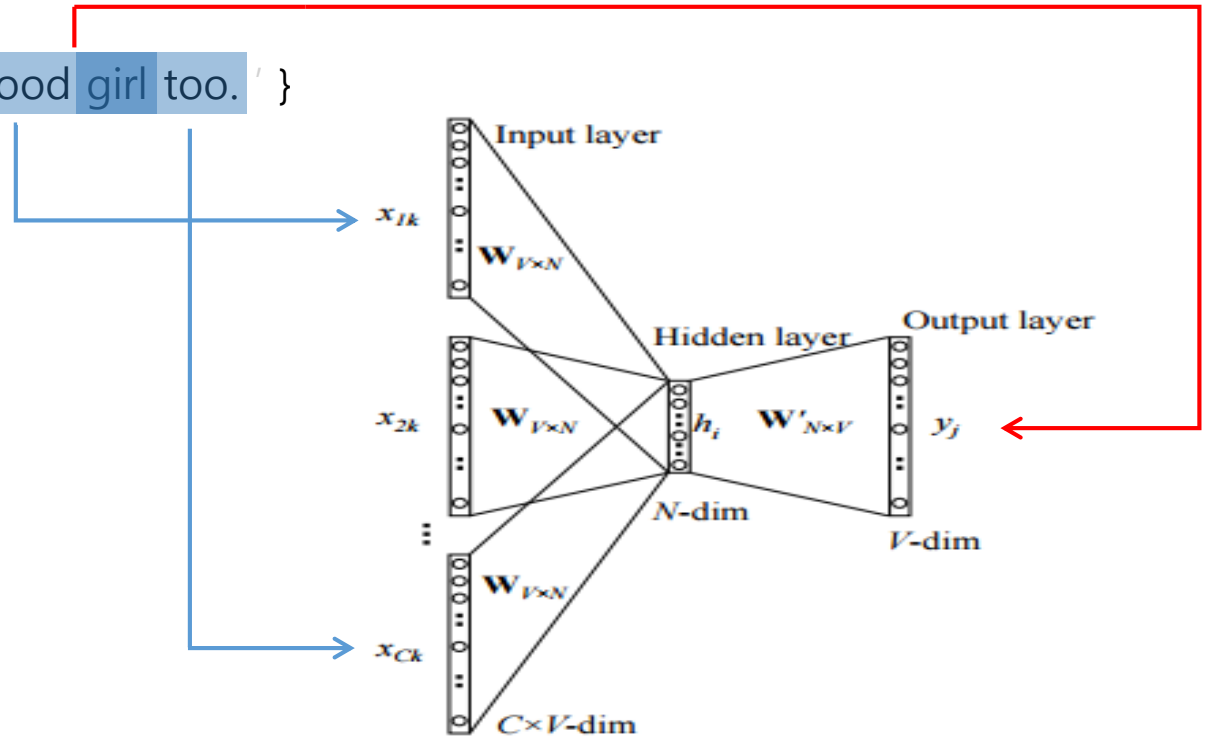 ood girl too. ' }
Input layer
x1k
WV×N
Hidden layer
Output layer
x2k
WV×N
hi
W'N×V
yj
N-dim
V-dim
WV×N
xCk
C×V-dim